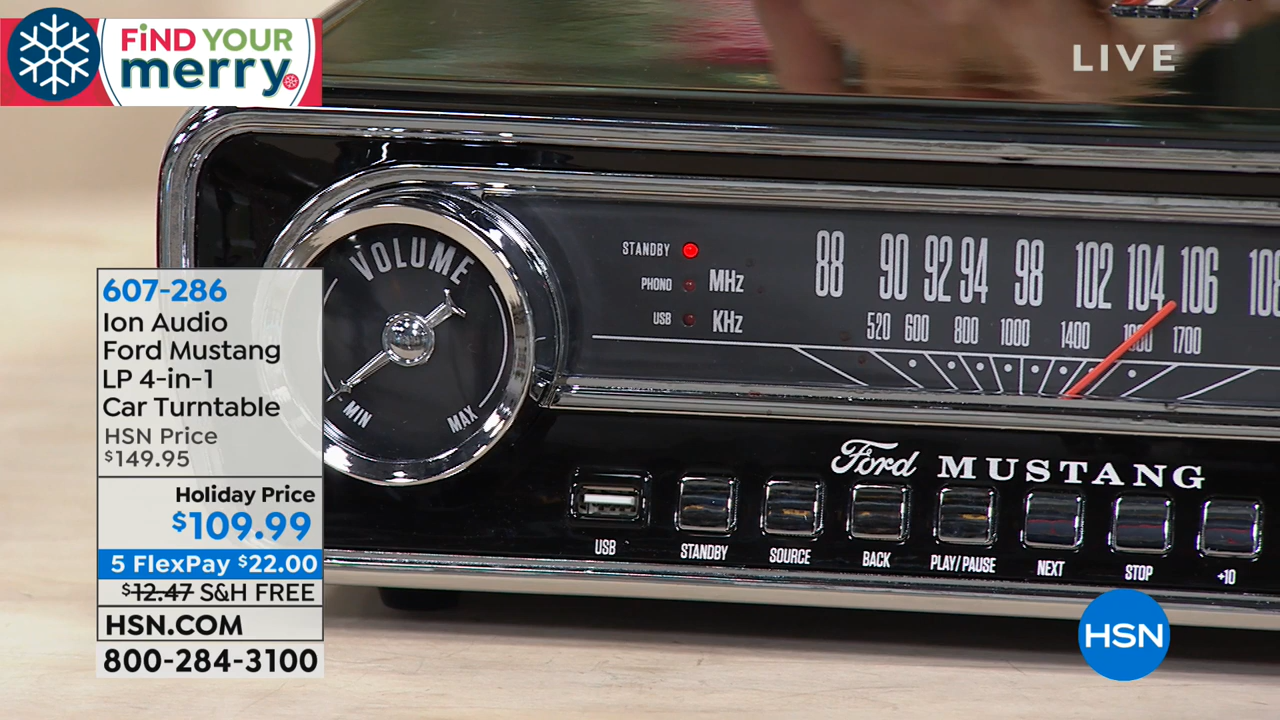 FiND YOUR
merry
LIVE
VOLUME
MIN
MAX
STANDBY
PHONO
USB
MHz
KHz
88 90 92 94 98 102 104 106 108
520 600 800 1000 1400 1700
Ford MUSTANG
USB
STANDBY
SOURCE
BACK
PLAY/PAUSE
NEXT
STOP
+10
607-286
Ion Audio
Ford Mustang
LP 4-in-1
Car Turntable
HSN Price
$149.95
Holiday Price
$109.99
5 FlexPay $22.00
$12.47 S&H FREE
HSN.COM
800-284-3100
HSN